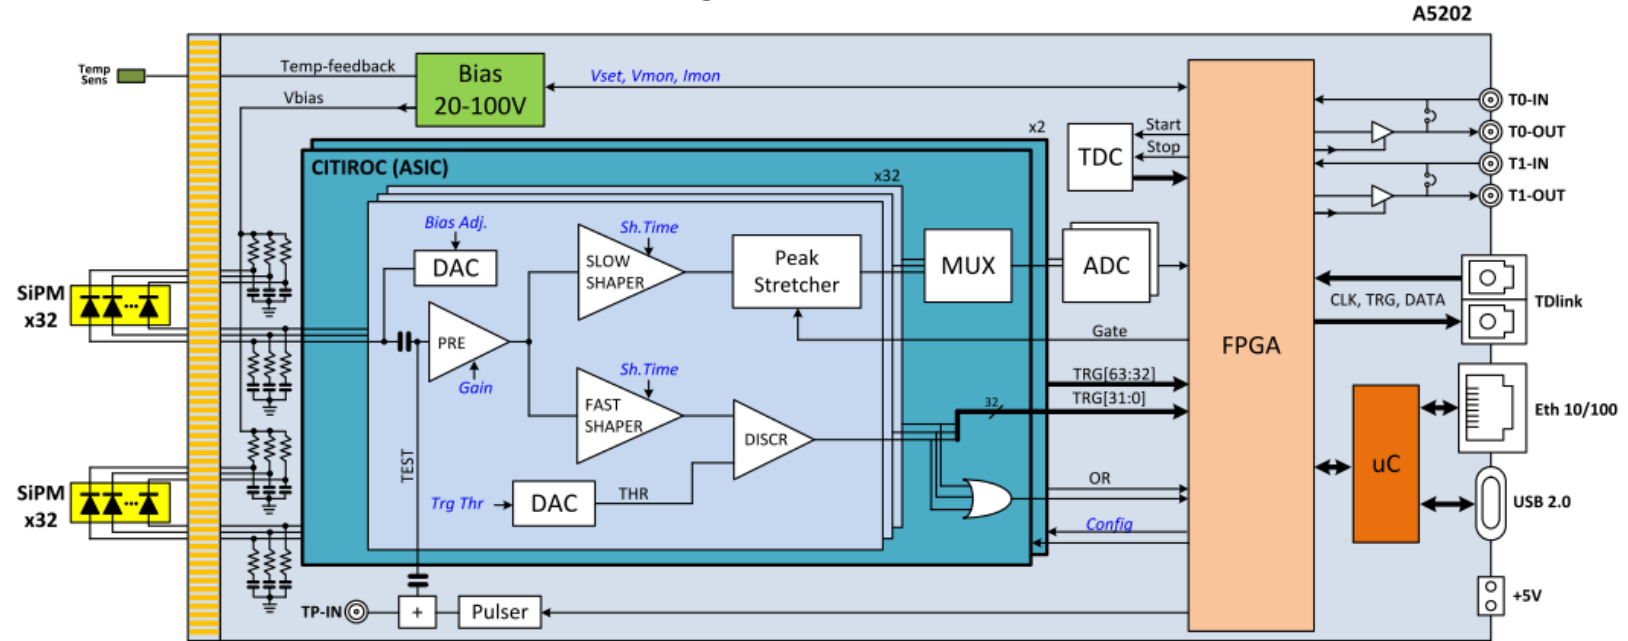 A5202
Temp
Sens
Temp-feedback
Vbias
Bias
20-100V
Vset, Vmon, Imon
T0-IN
T0-OUT
T1-IN
T1-OUT
x2
CITIROC (ASIC)
x32
TDC
Start
Stop
Bias Adj.
DAC
Sh.Time
SLOW
SHAPER
Peak
Stretcher
MUX
ADC
SiPM
x32
PRE
Gain
Gate
FPGA
CLK, TRG, DATA
TDlink
Sh.Time
FAST
SHAPER
DISCR
32
TRG[63:32]
TRG[31:0]
Eth 10/100
uC
TEST
SiPM
x32
Trg Thr
DAC
THR
OR
Config
USB 2.0
TP-IN
+
Pulser
+5V